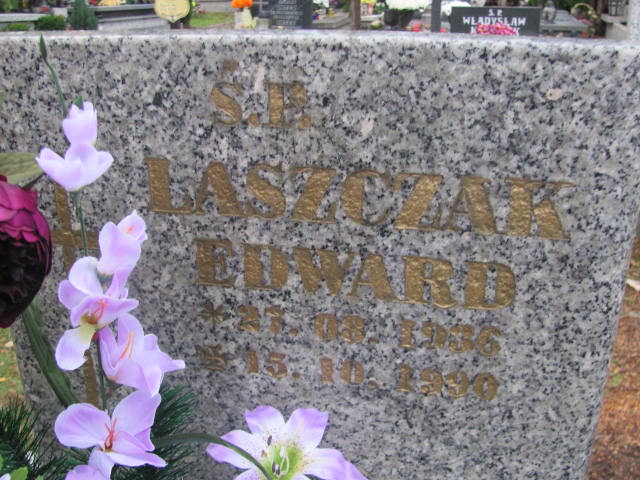 Ś.P.
WŁADYSŁAW
Ś.P.
LASZCZAK
EDWARD
* 27. 08. 1936
15. 10. 1990